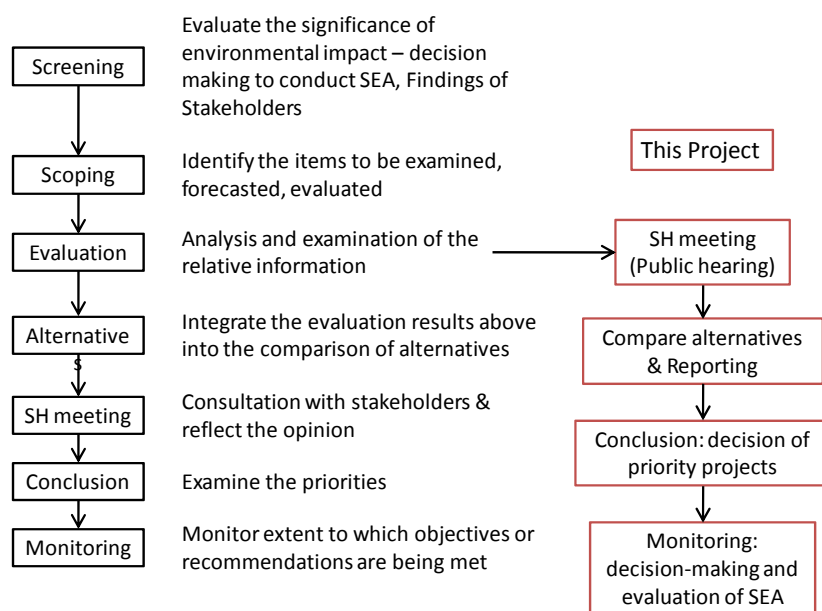 Screening
Evaluate the significance of
environmental impact – decision
making to conduct SEA, Findings of
Stakeholders
Scoping
Identify the items to be examined,
forecasted, evaluated
Evaluation
Analysis and examination of the
relative information
Alternative
s
Integrate the evaluation results above
into the comparison of alternatives
SH meeting
Consultation with stakeholders &
reflect the opinion
Conclusion
Examine the priorities
Monitoring
Monitor extent to which objectives or
recommendations are being met
This Project
SH meeting
(Public hearing)
Compare alternatives
& Reporting
Conclusion: decision of
priority projects
Monitoring:
decision-making and
evaluation of SEA